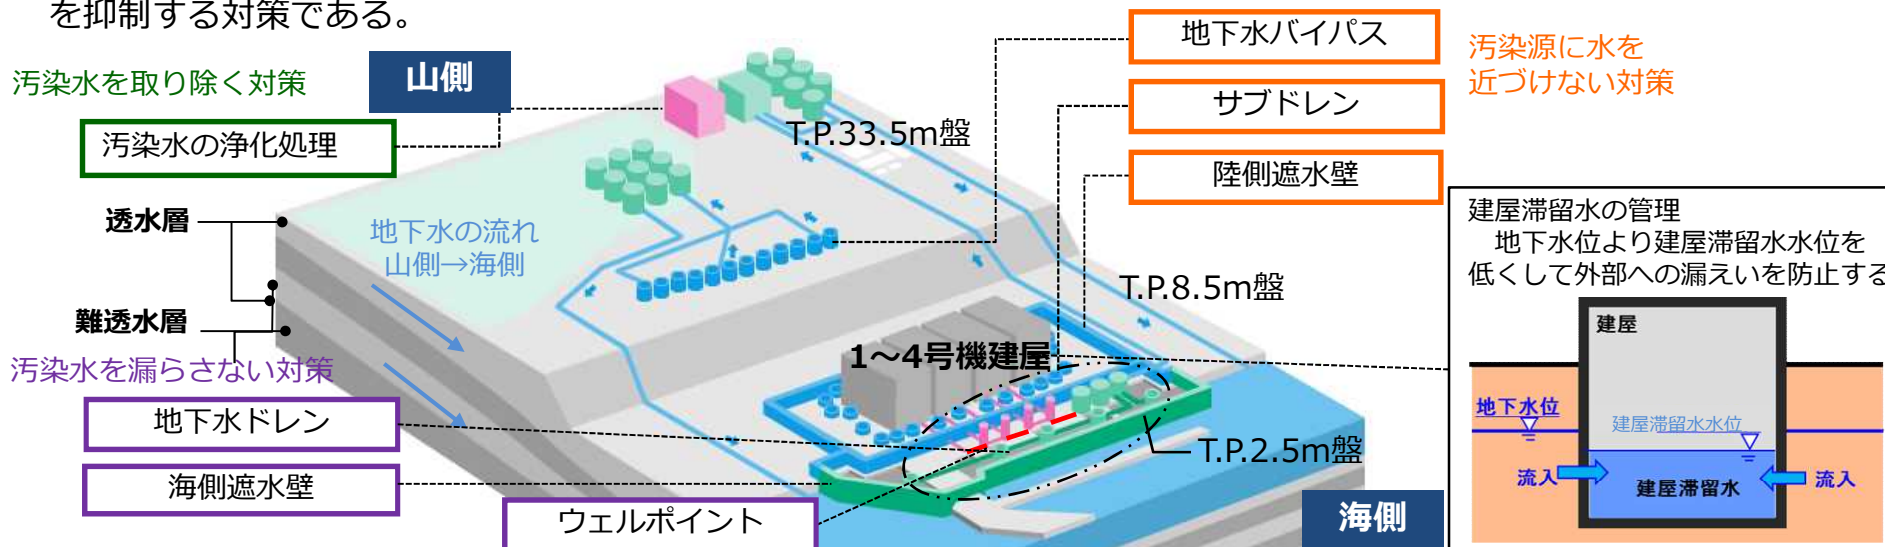 を抑制する対策である。
汚染水を取り除く対策
山側
汚染水の浄化処理
地下水バイパス
サブドレン
陸側遮水壁
汚染源に水を
近づけない対策
T.P.33.5m盤
透水層
地下水の流れ
山側→海側
難透水層
T.P.8.5m盤
1～4号機建屋
汚染水を漏らさない対策
地下水ドレン
海側遮水壁
ウェルポイント
T.P.2.5m盤
海側
建屋滞留水の管理
地下水位より建屋滞留水水位を
低くして外部への漏えいを防止する
建屋
地下水位
建屋滞留水水位
流入
建屋滞留水
流入